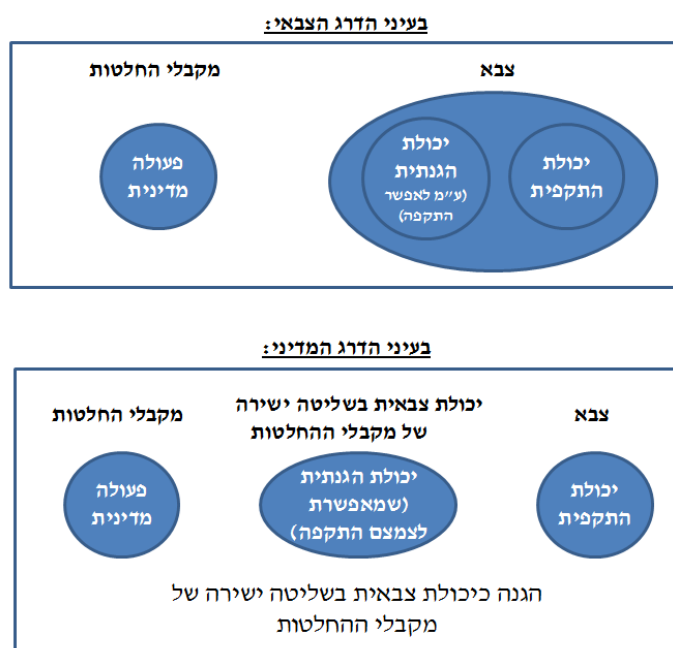 בעיני הדרג הצבאי:
צבא
מקבלי החלטות
יכולת
התקפית
יכולת
הגנתית
(ע״מ לאפשר
התקפה)
פעולה
מדינית
בעיני הדרג המדיני:
צבא
יכולת צבאית בשליטה ישירה
של מקבלי ההחלטות
מקבלי החלטות
יכולת
התקפית
יכולת הגנתית
(שמאפשרת
לצמצם התקפה)
פעולה
מדינית
הגנה כיכולת צבאית בשליטה ישירה של
מקבלי ההחלטות